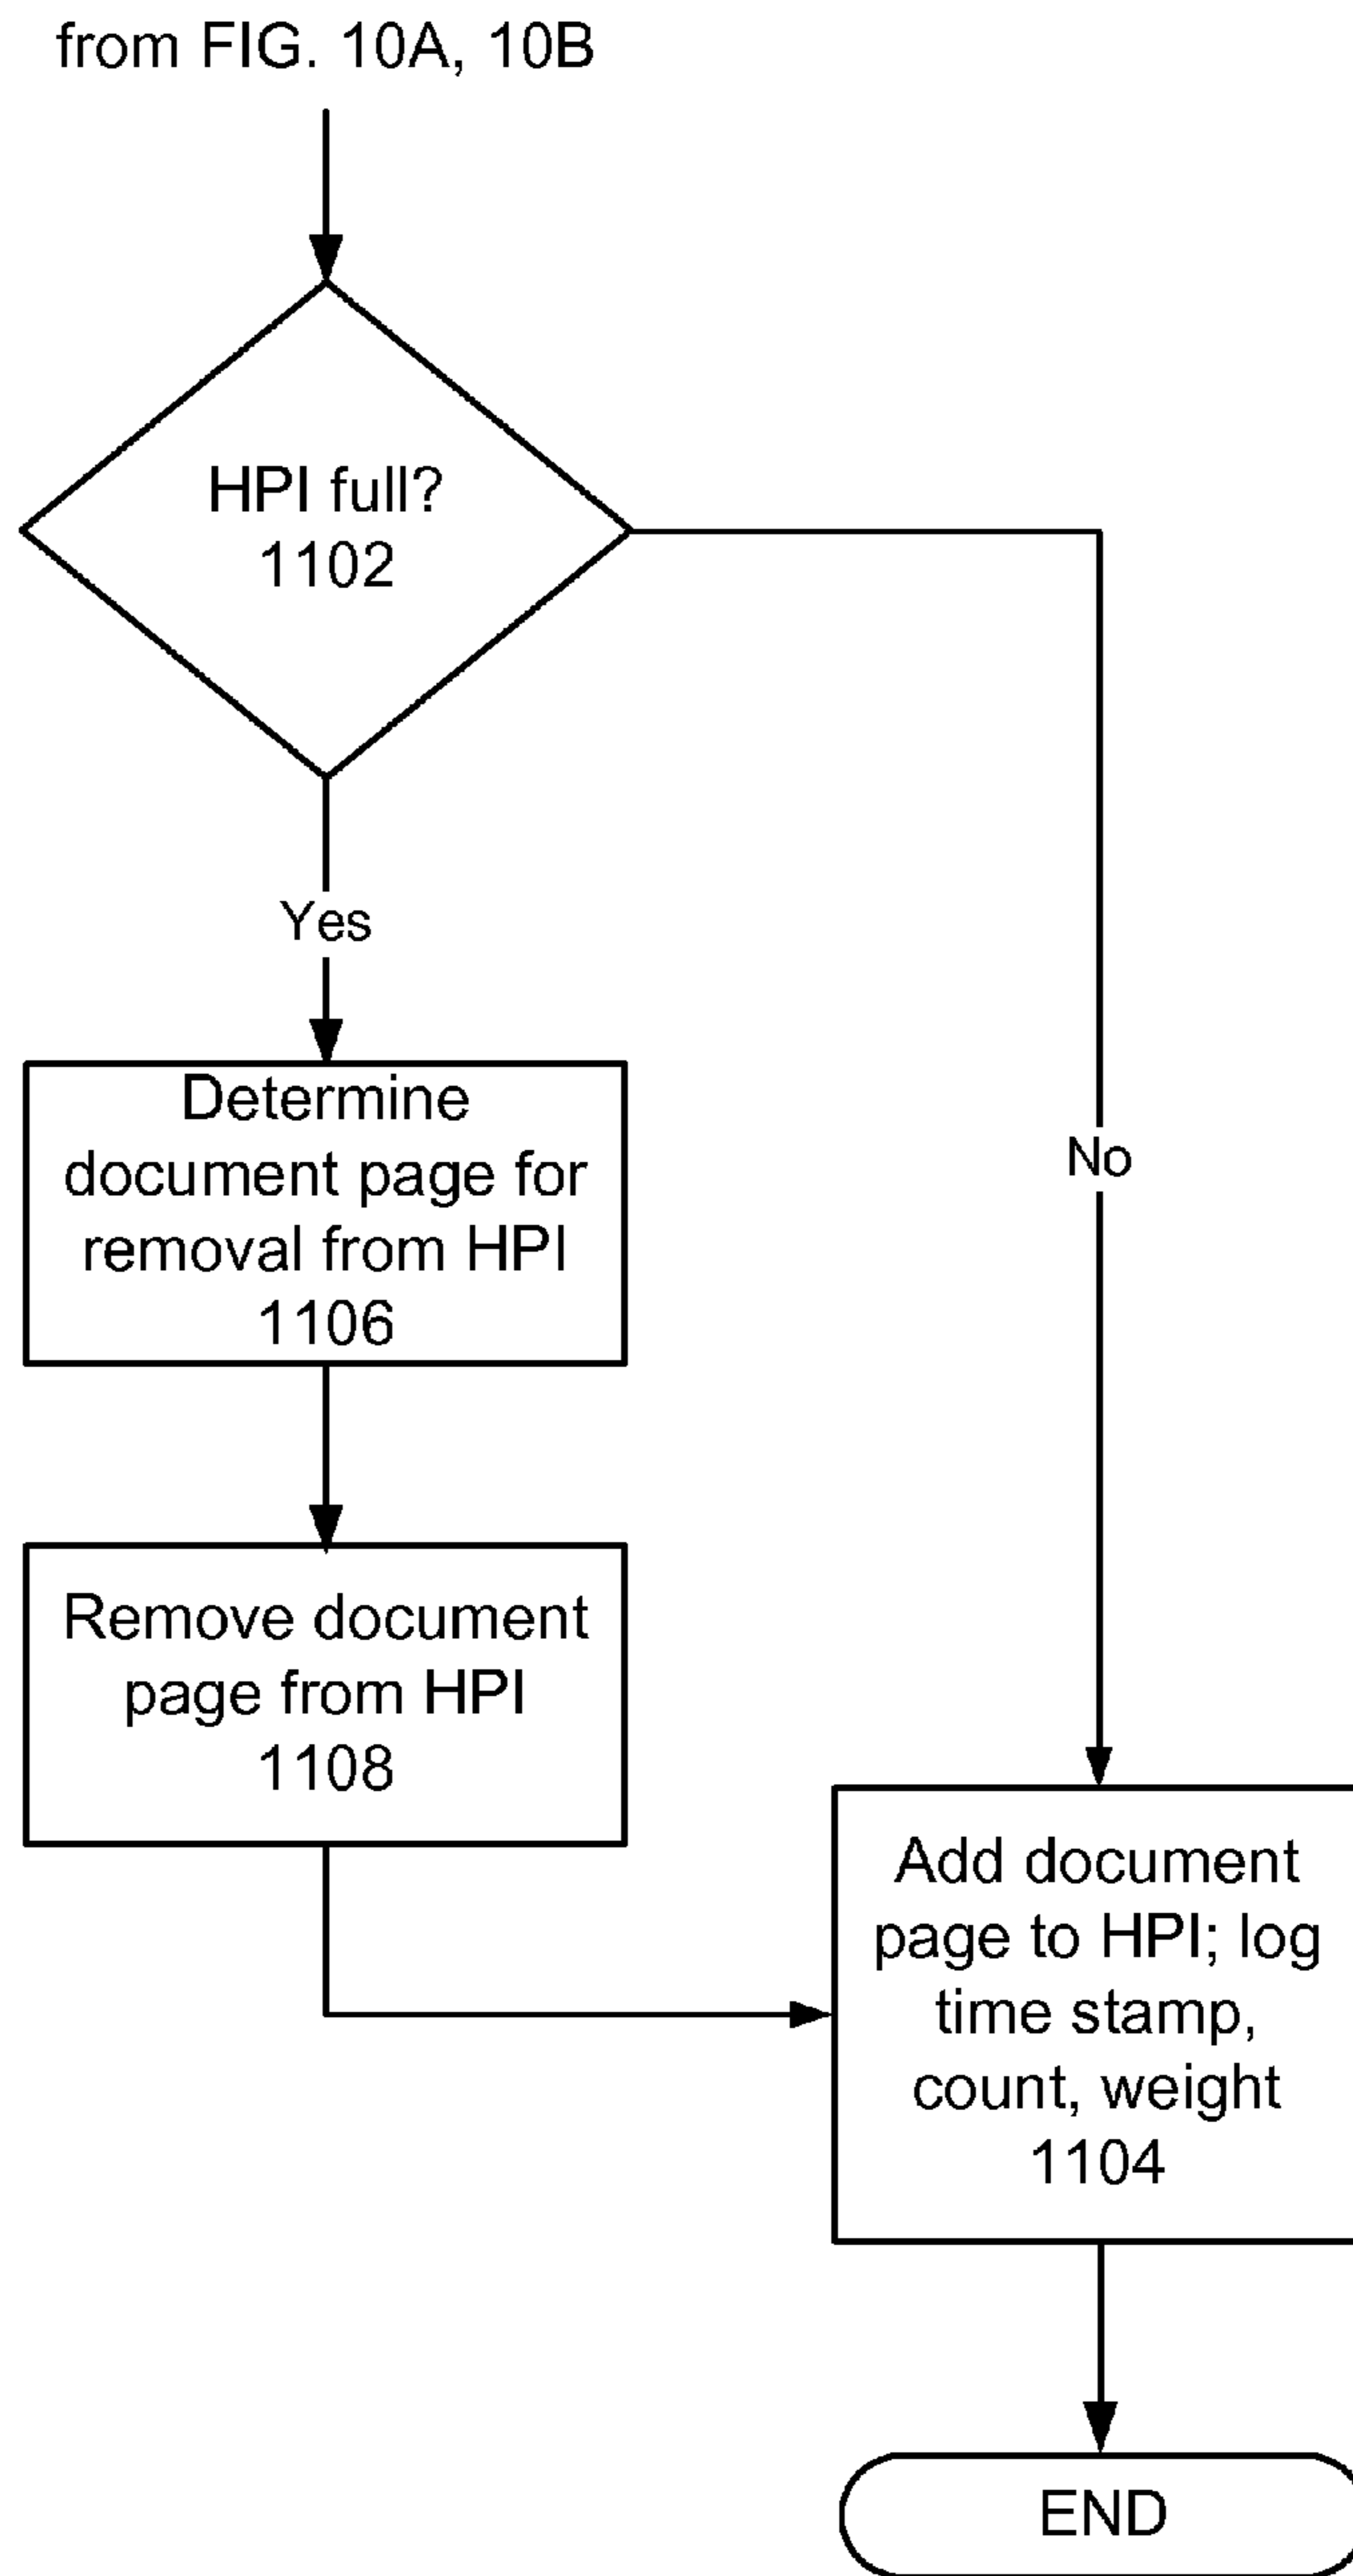 from FIG. 10A, 10B
HPI full?
1102
Yes
Determine
document page for
removal from HPI
1106
No
Remove document
page from HPI
1108
Add document
page to HPI; log
time stamp,
count, weight
1104
END